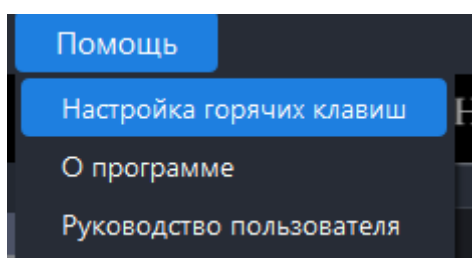 Помощь
Настройка горячих клавиш
О программе
Руководство пользователя